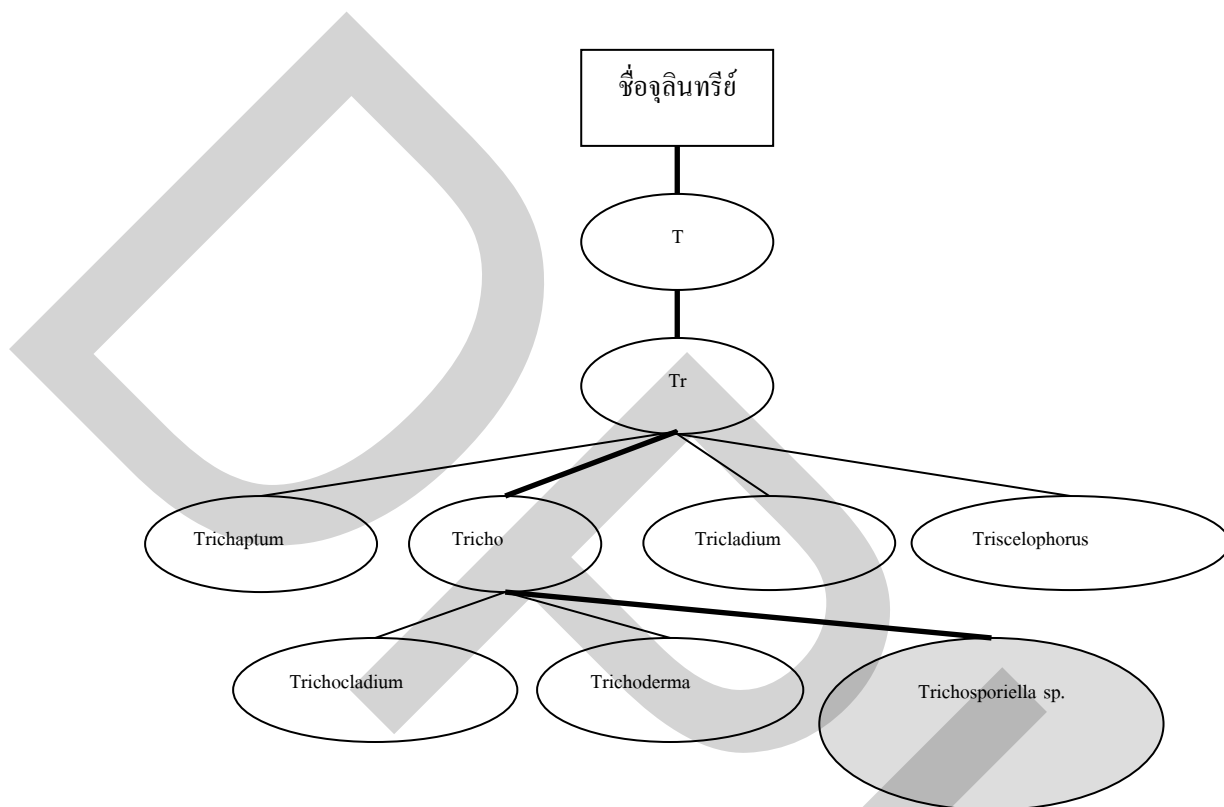 ชื่อจุลินทรีย์
T
Tr
Trichaptum
Tricho
Tricladium
Triscelophorus
Trichocladium
Trichoderma
Trichosporiella sp.